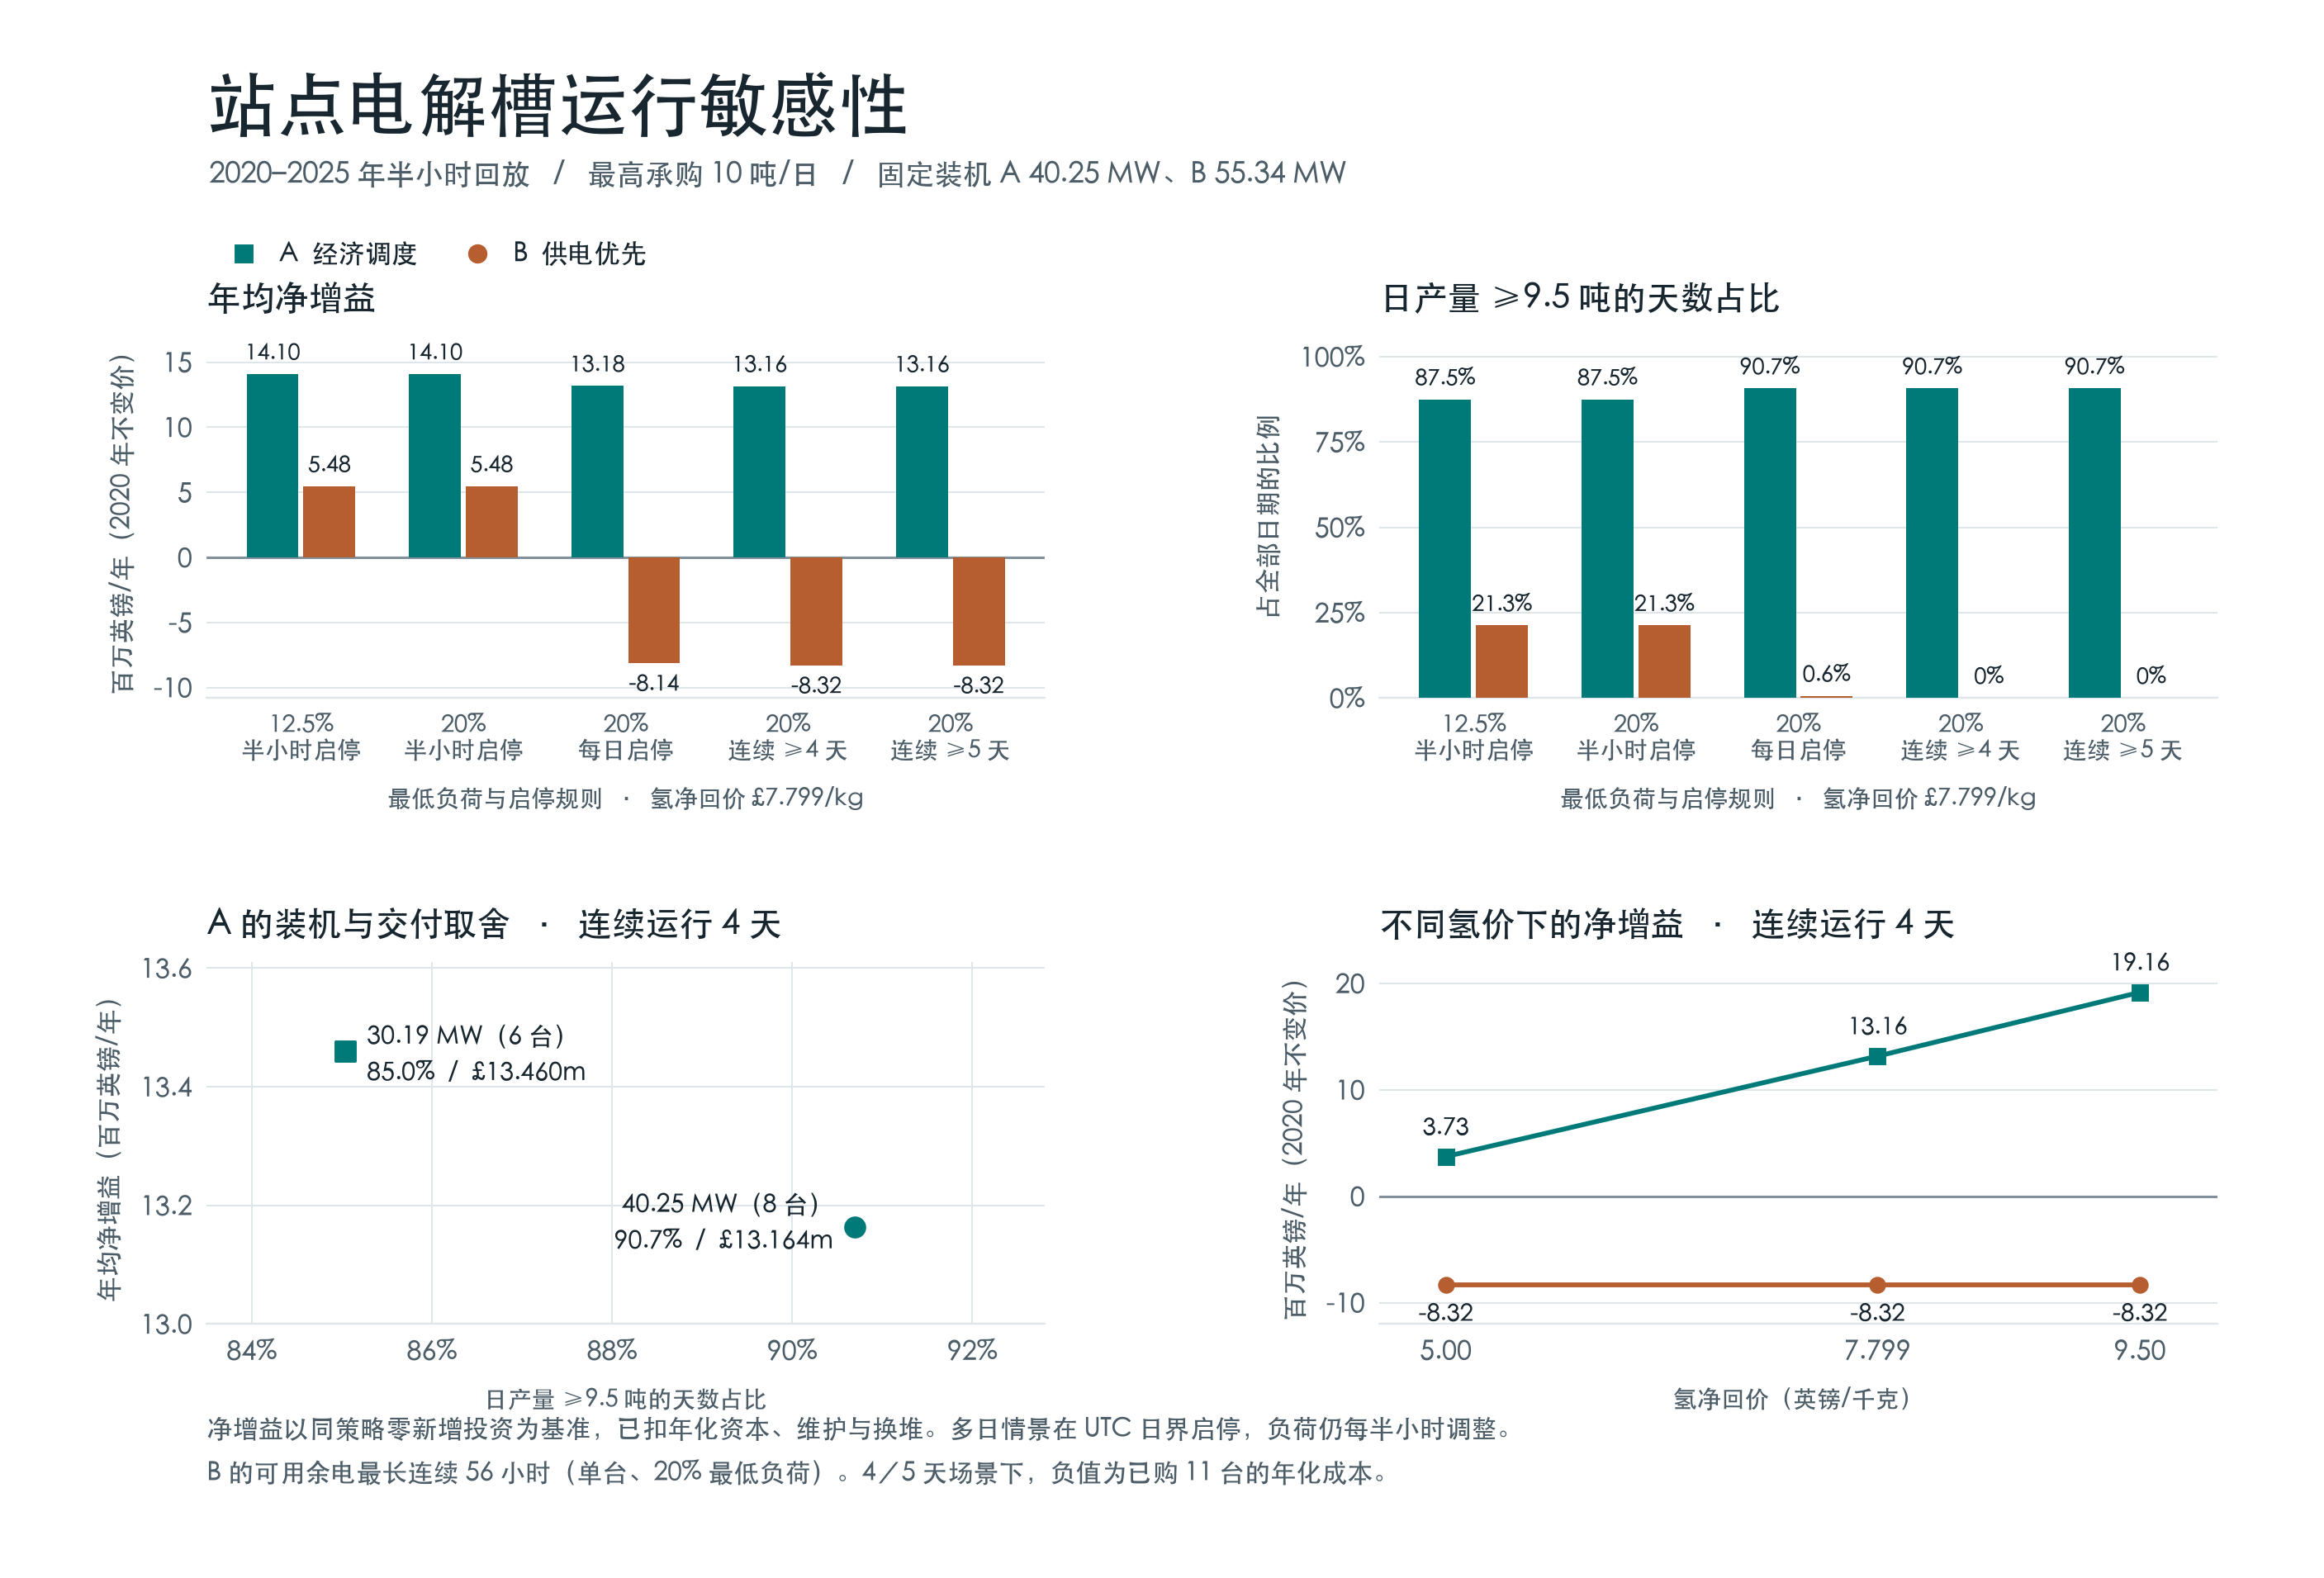 站点电解槽运行敏感性
2020–2025 年半小时回放 / 最高承购 10 吨/日 / 固定装机 A 40.25 MW、B 55.34 MW
A 经济调度
B 供电优先
年均净增益
百万英镑/年（2020 年不变价）
15
10
5
0
-5
-10
14.10
5.48
14.10
5.48
13.18
-8.14
13.16
-8.32
13.16
-8.32
12.5%
半小时启停
20%
半小时启停
20%
每日启停
20%
连续 ≥4 天
20%
连续 ≥5 天
最低负荷与启停规则 · 氢净回价 £7.799/kg
日产量 ≥9.5 吨的天数占比
占全部日期的比例
100%
75%
50%
25%
0%
87.5%
21.3%
87.5%
21.3%
90.7%
0.6%
90.7%
0%
90.7%
0%
12.5%
半小时启停
20%
半小时启停
20%
每日启停
20%
连续 ≥4 天
20%
连续 ≥5 天
最低负荷与启停规则 · 氢净回价 £7.799/kg
A 的装机与交付取舍 · 连续运行 4 天
年均净增益（百万英镑/年）
13.6
13.4
13.2
13.0
30.19 MW（6 台）
85.0% / £13.460m
40.25 MW（8 台）
90.7% / £13.164m
84%
86%
88%
90%
92%
日产量 ≥9.5 吨的天数占比
不同氢价下的净增益 · 连续运行 4 天
百万英镑/年（2020 年不变价）
20
10
0
-10
3.73
13.16
19.16
-8.32
-8.32
-8.32
5.00
7.799
9.50
氢净回价（英镑/千克）
净增益以同策略零新增投资为基准，已扣年化资本、维护与换堆。多日情景在 UTC 日界启停，负荷仍每半小时调整。
B 的可用余电最长连续 56 小时（单台、20% 最低负荷）。4／5 天场景下，负值为已购 11 台的年化成本。